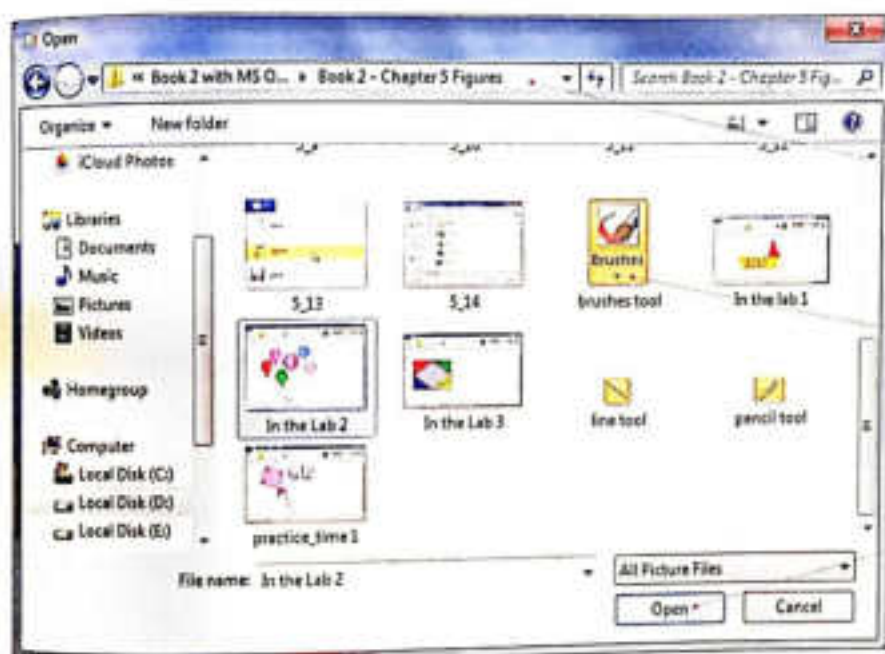 Open
« Book 2 with MS O... Book 2 - Chapter 5 Figures
Search Book 2 - Chapter 5 Fig...
Organize New folder
iCloud Photos
Libraries
Documents
Music
Pictures
Videos
Homegroup
Computer
Local Disk (C:)
Local Disk (D:)
Local Disk (E:)
5_13 5_14 brushes tool In the lab 1
Brushes
In the Lab 2 In the Lab 3 line tool pencil tool
practice_time 1
File name: In the Lab 2
All Picture Files
Open Cancel